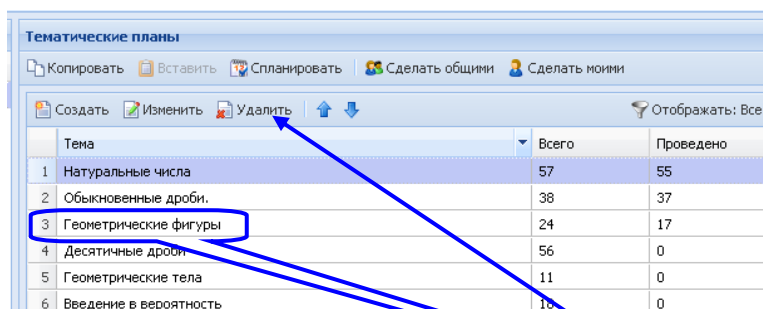 Тематические планы
Копировать Вставить Спланировать Сделать общими Сделать моими
Создать Изменить Удалить Отображать: Все
Тема Всего Проведено
1 Натуральные числа 57 55
2 Обыкновенные дроби. 38 37
3 Геометрические фигуры 24 17
4 Десятичные дроби 56 0
5 Геометрические тела 11 0
6 Введение в вероятность 18 0